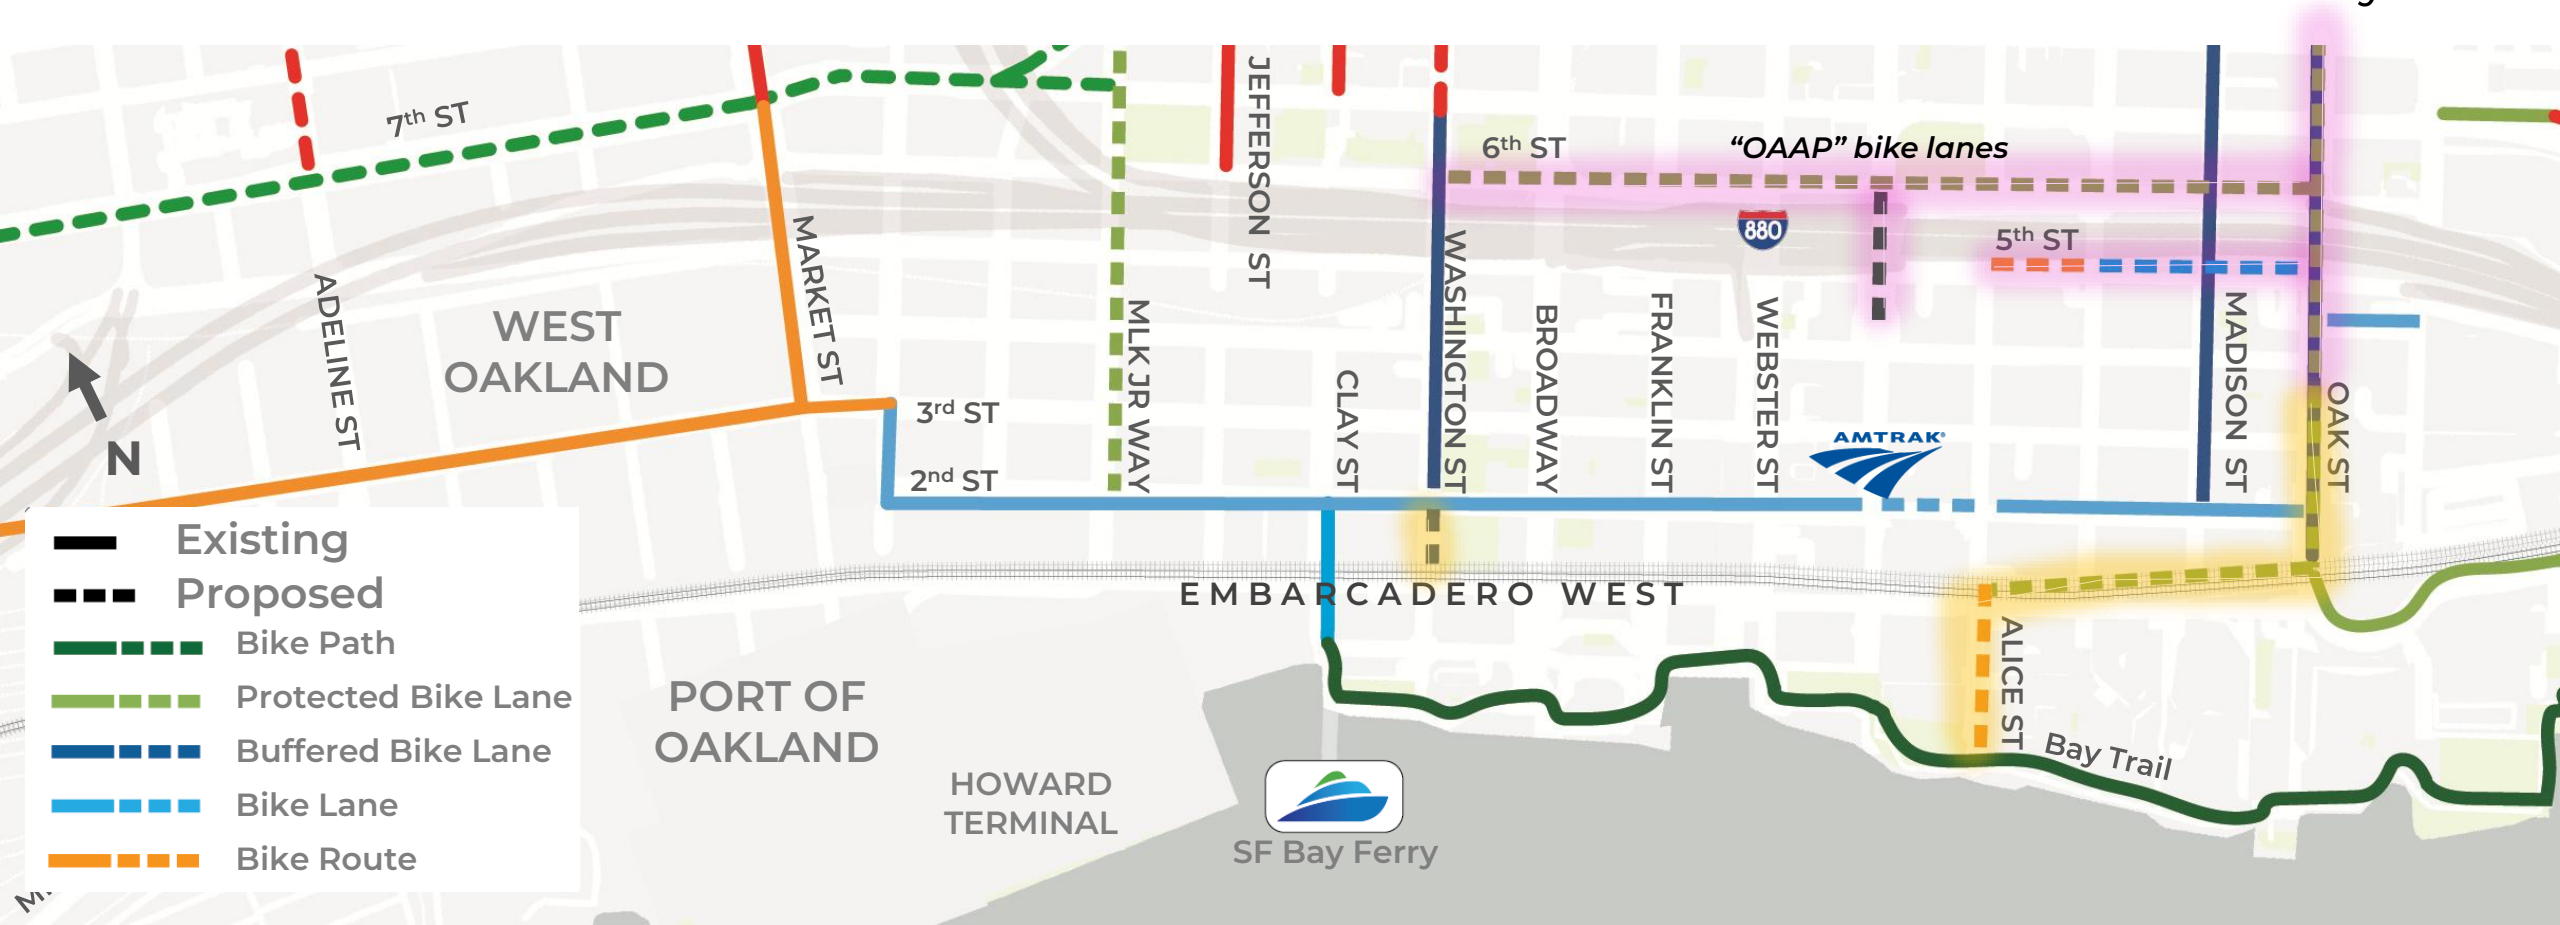 7th ST
JEFFERSON ST
6th ST
"OAAP" bike lanes
880
5th ST
ADELINE ST
MARKET ST
WEST
OAKLAND
MLK JR WAY
CLAY ST
WASHINGTON ST
BROADWAY
FRANKLIN ST
WEBSTER ST
MADISON ST
OAK ST
AMTRAK
N
3rd ST
2nd ST
Existing
Proposed
Bike Path
Protected Bike Lane
Buffered Bike Lane
Bike Lane
Bike Route
EMBARCADERO WEST
ALICE ST
Bay Trail
PORT OF
OAKLAND
HOWARD
TERMINAL
SF Bay Ferry